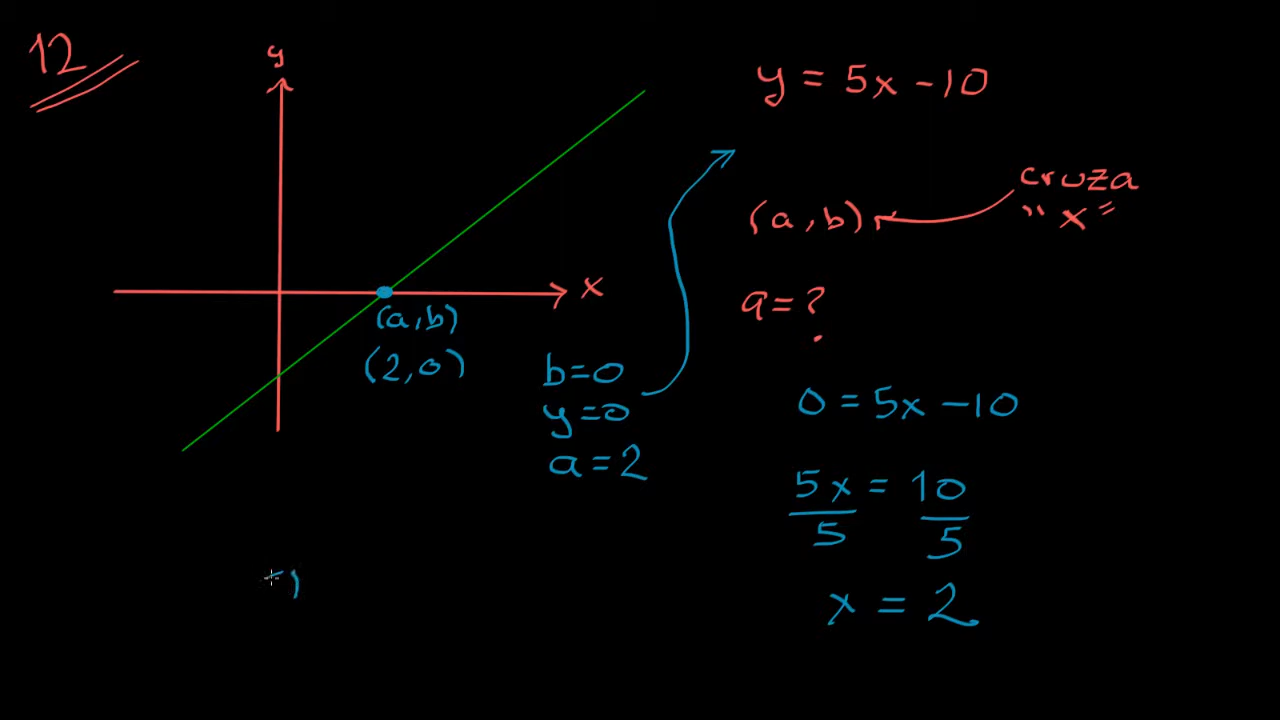 12
y
x
(a,b)
(2,0)
b=0
y=0
a=2
y = 5x -10
cruza
"x"
(a,b)
a=?
0 = 5x -10
5x = 10
5 5
x = 2